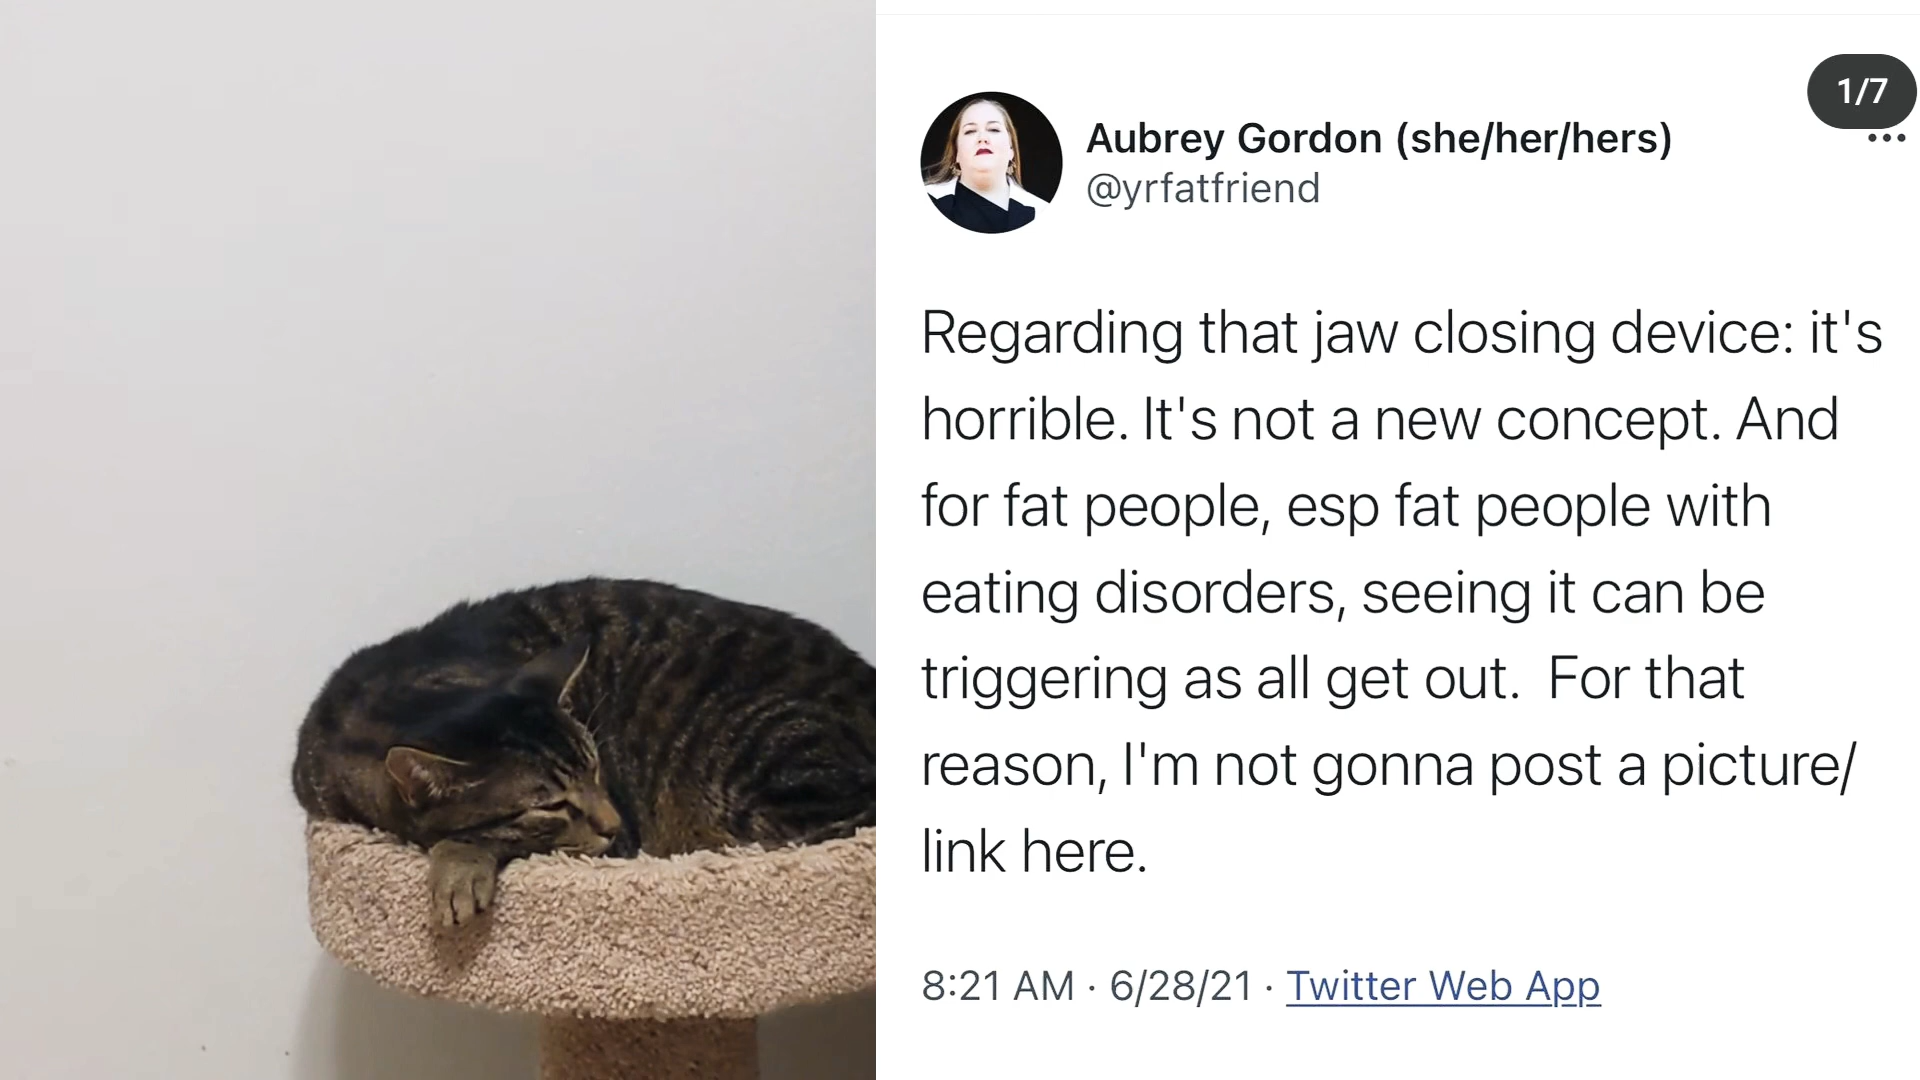 1/7
Aubrey Gordon (she/her/hers)
@yrfatfriend
Regarding that jaw closing device: it's
horrible. It's not a new concept. And
for fat people, esp fat people with
eating disorders, seeing it can be
triggering as all get out.  For that
reason, I'm not gonna post a picture/
link here.
8:21 AM · 6/28/21 · Twitter Web App